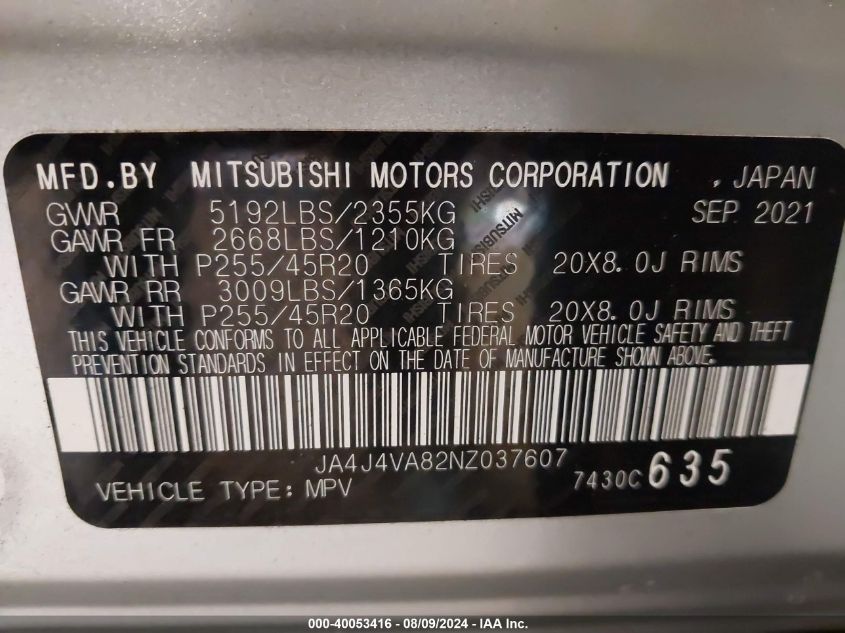 MFD.BY MITSUBISHI MOTORS CORPORATION , JAPAN
GVWR 5192LBS/2355KG SEP 2021
GAWR FR 2668LBS/1210KG
WITH P255/45R20 TIRES 20X8.0J RIMS
GAWR RR 3009LBS/1365KG
WITH P255/45R20 TIRES 20X8.0J RIMS
THIS VEHICLE CONFORMS TO ALL APPLICABLE FEDERAL MOTOR VEHICLE SAFETY AND THEFT
PREVENTION STANDARDS IN EFFECT ON THE DATE OF MANUFACTURE SHOWN ABOVE.
JA4J4VA82NZ037607
VEHICLE TYPE: MPV 7430C 635
000-40053416 - 08/09/2024 - IAA Inc.